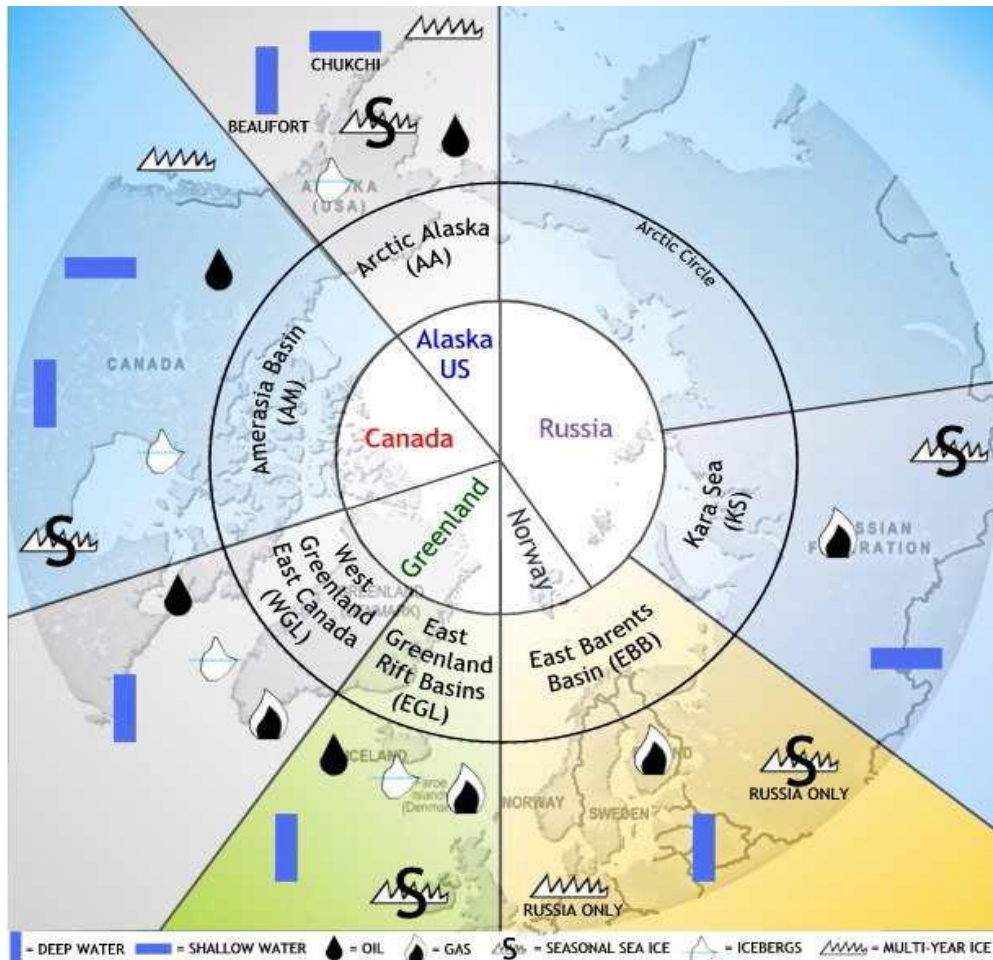 CHUKCHI
BEAUFORT
ALASKA
(USA)
Arctic Alaska
(AA)
Arctic Circle
Alaska
US
Russia
Canada
Greenland
Norway
Amerasia Basin
(AM)
CANADA
Kara Sea
(KS)
RUSSIAN
FEDERATION
West
Greenland
East Canada
(WGL)
GREENLAND
(DENMARK)
East
Greenland
Rift Basins
(EGL)
East Barents
Basin (EBB)
ICELAND
Faroe
Islands
(Denmark)
NORWAY
SWEDEN
RUSSIA ONLY
RUSSIA ONLY
= DEEP WATER = SHALLOW WATER = OIL = GAS S = SEASONAL SEA ICE = ICEBERGS = MULTI-YEAR ICE